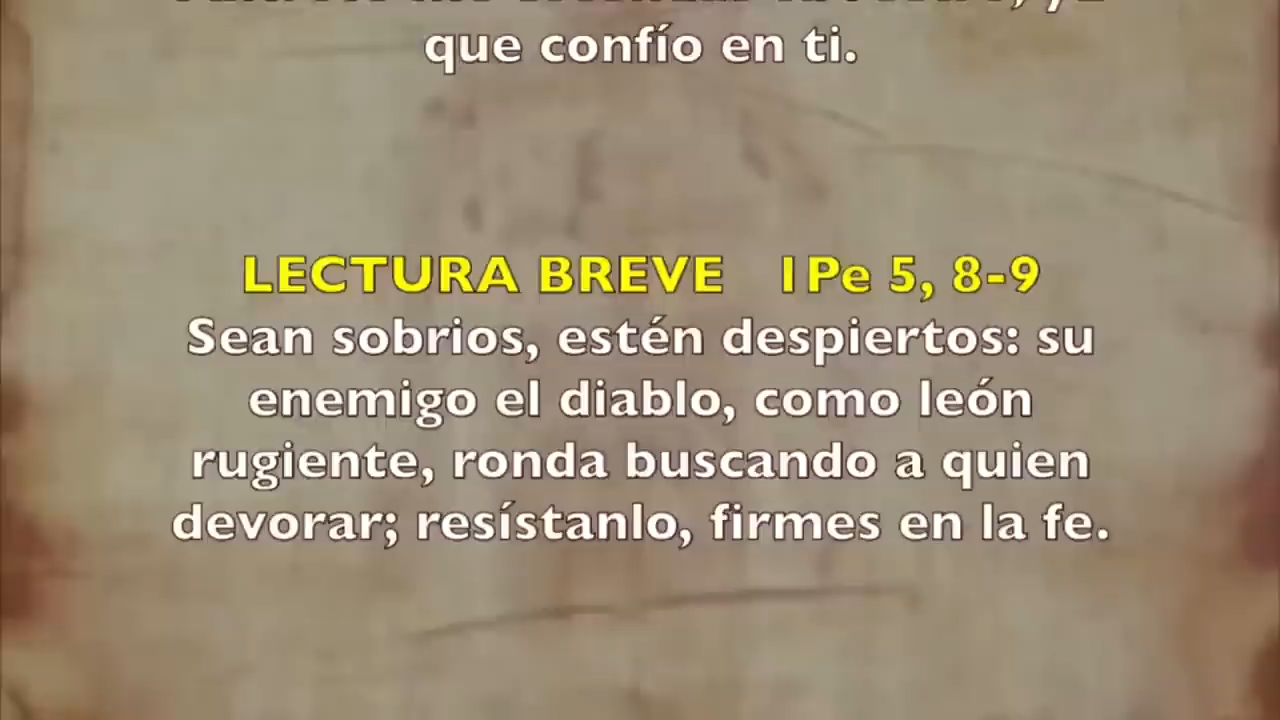 que confío en ti.
LECTURA BREVE 1Pe 5, 8-9
Sean sobrios, estén despiertos: su
enemigo el diablo, como león
rugiente, ronda buscando a quien
devorar; resístanlo, firmes en la fe.